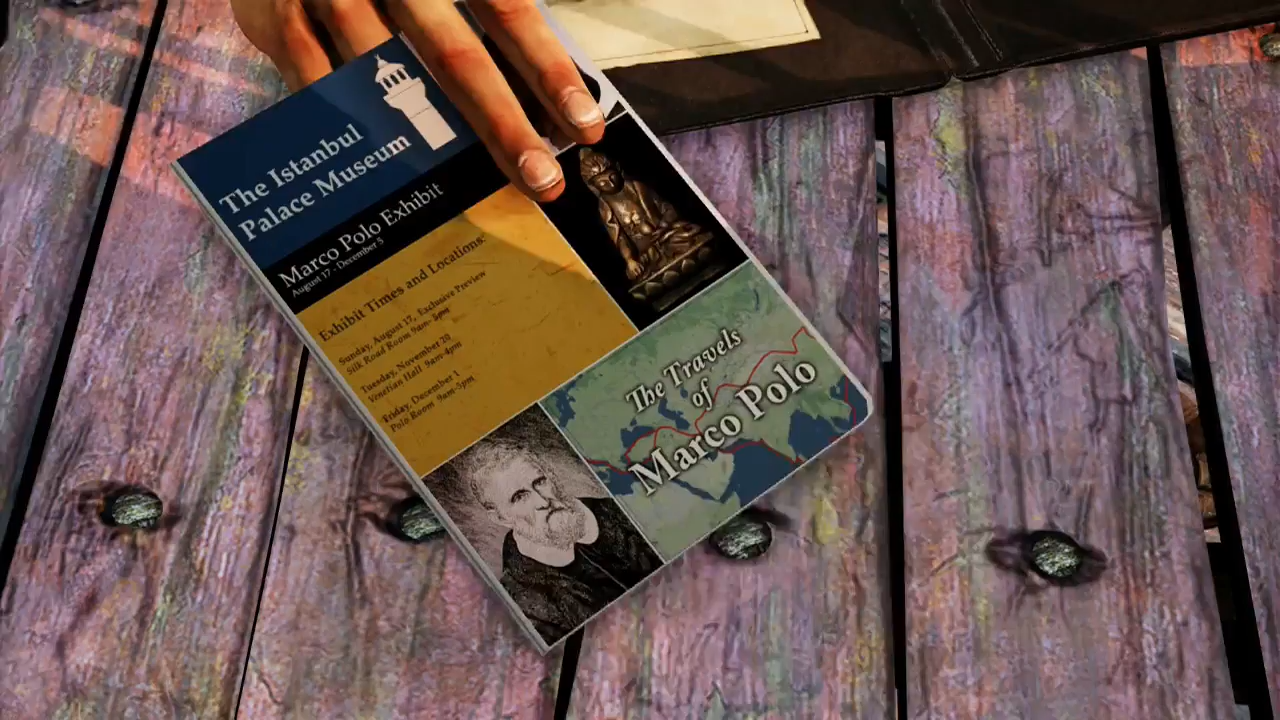 The Istanbul
Palace Museum
Marco Polo Exhibit
August 17 - December 5
Exhibit Times and Locations:
Sunday, August 17, Exclusive Preview
Silk Road Room 9am-5pm
Tuesday, November 20
Venetian Hall 9am-4pm
Friday, December 1
Polo Room 9am-5pm
The Travels
of
Marco Polo